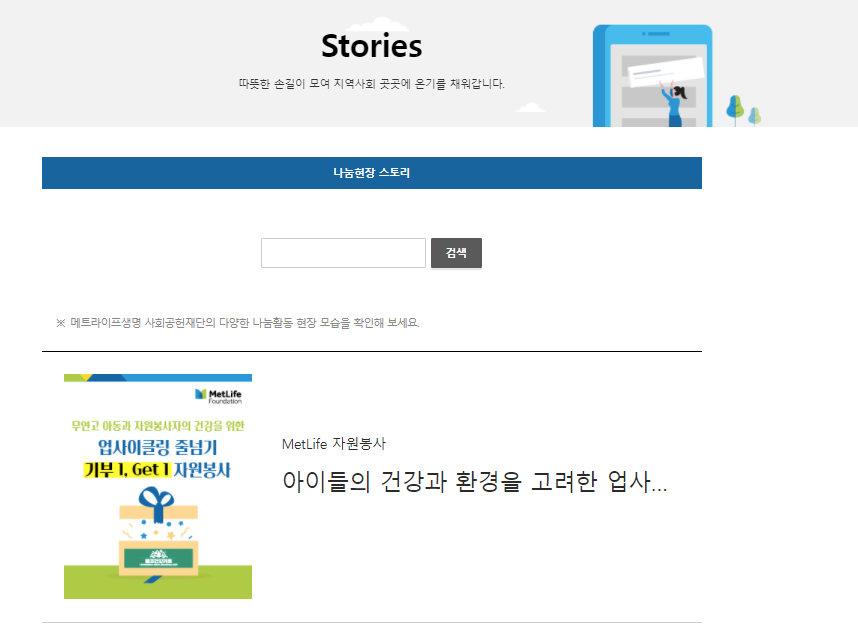 Stories
따뜻한 손길이 모여 지역사회 곳곳에 온기를 채워갑니다.
나눔현장 스토리
검색
※ 메트라이프생명 사회공헌재단의 다양한 나눔활동 현장 모습을 확인해 보세요.
MetLife
Foundation
무연고 아동과 자원봉사자의 건강을 위한
업사이클링 줄넘기
기부 1, Get 1 자원봉사
MetLife 자원봉사
아이들의 건강과 환경을 고려한 업사...